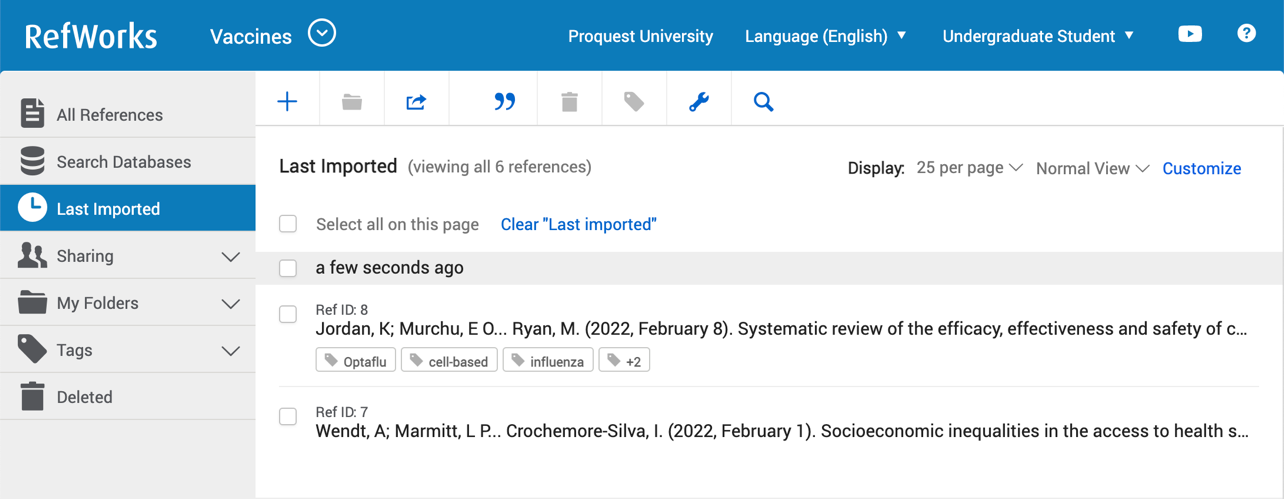 RefWorks Vaccines Proquest University Language (English) Undergraduate Student ?
All References
Search Databases
Last Imported
Sharing
My Folders
Tags
Deleted
Last Imported (viewing all 6 references) Display: 25 per page Normal View Customize
Select all on this page Clear "Last imported"
a few seconds ago
Ref ID: 8
Jordan, K; Murchu, E O... Ryan, M. (2022, February 8). Systematic review of the efficacy, effectiveness and safety of c...
Optaflu cell-based influenza +2
Ref ID: 7
Wendt, A; Marmitt, L P... Crochemore-Silva, I. (2022, February 1). Socioeconomic inequalities in the access to health s...